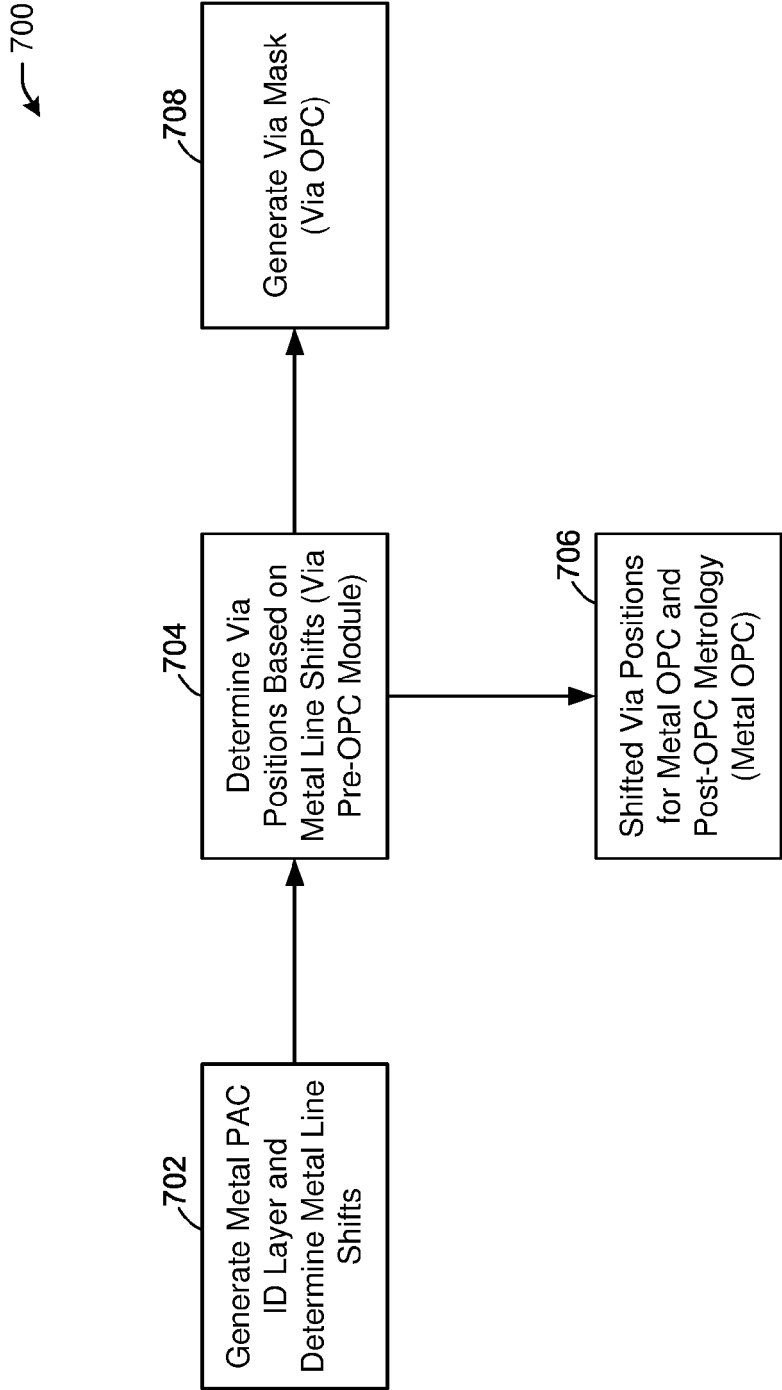 700
702
Generate Metal PAC
ID Layer and
Determine Metal Line
Shifts
704
Determine Via
Positions Based on
Metal Line Shifts (Via
Pre-OPC Module)
706
Shifted Via Positions
for Metal OPC and
Post-OPC Metrology
(Metal OPC)
708
Generate Via Mask
(Via OPC)